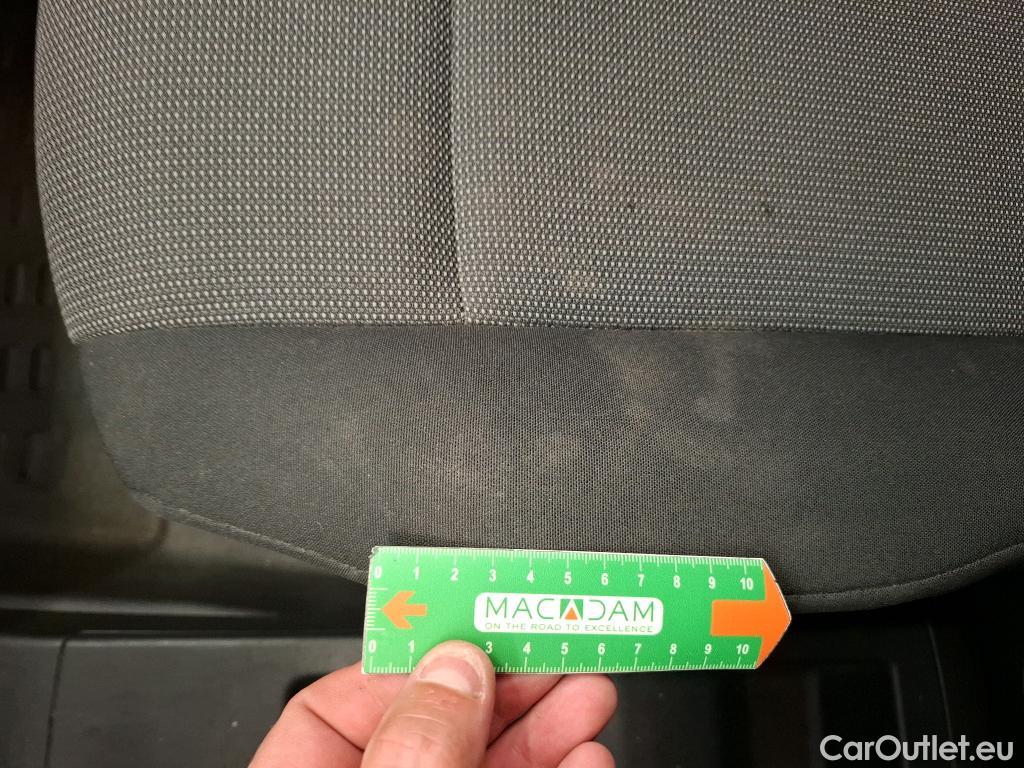 0 1 2 3 4 5 6 7 8 9 10
MACADAM
ON THE ROAD TO EXCELLENCE
0 1 3 4 5 6 7 8 9 10
CarOutlet.eu